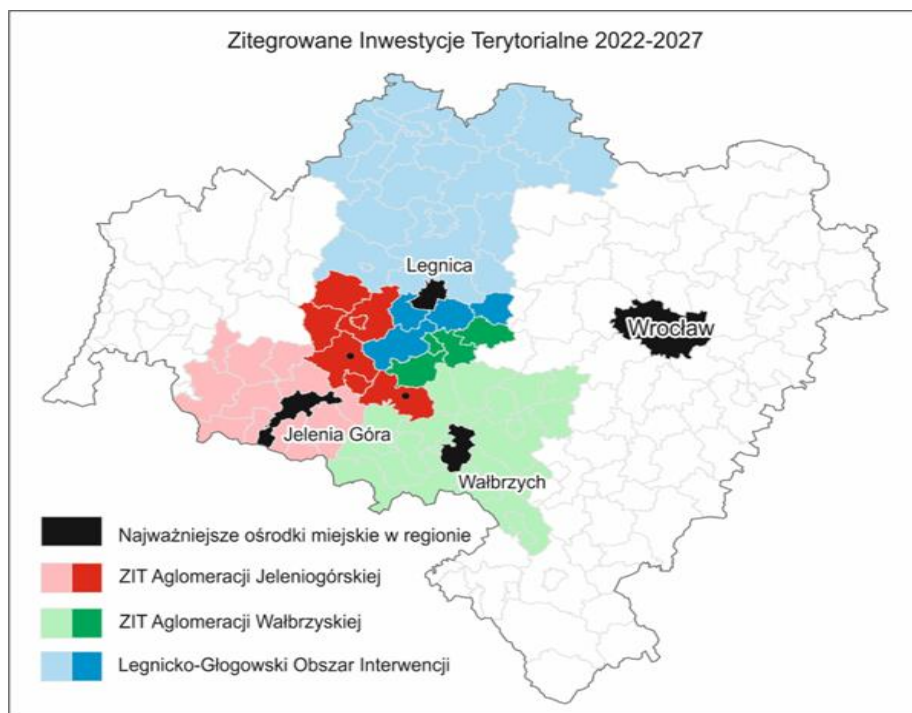 Zitegrowane Inwestycje Terytorialne 2022-2027
Legnica
Wrocław
Jelenia Góra
Wałbrzych
Najważniejsze ośrodki miejskie w regionie
ZIT Aglomeracji Jeleniogórskiej
ZIT Aglomeracji Wałbrzyskiej
Legnicko-Głogowski Obszar Interwencji